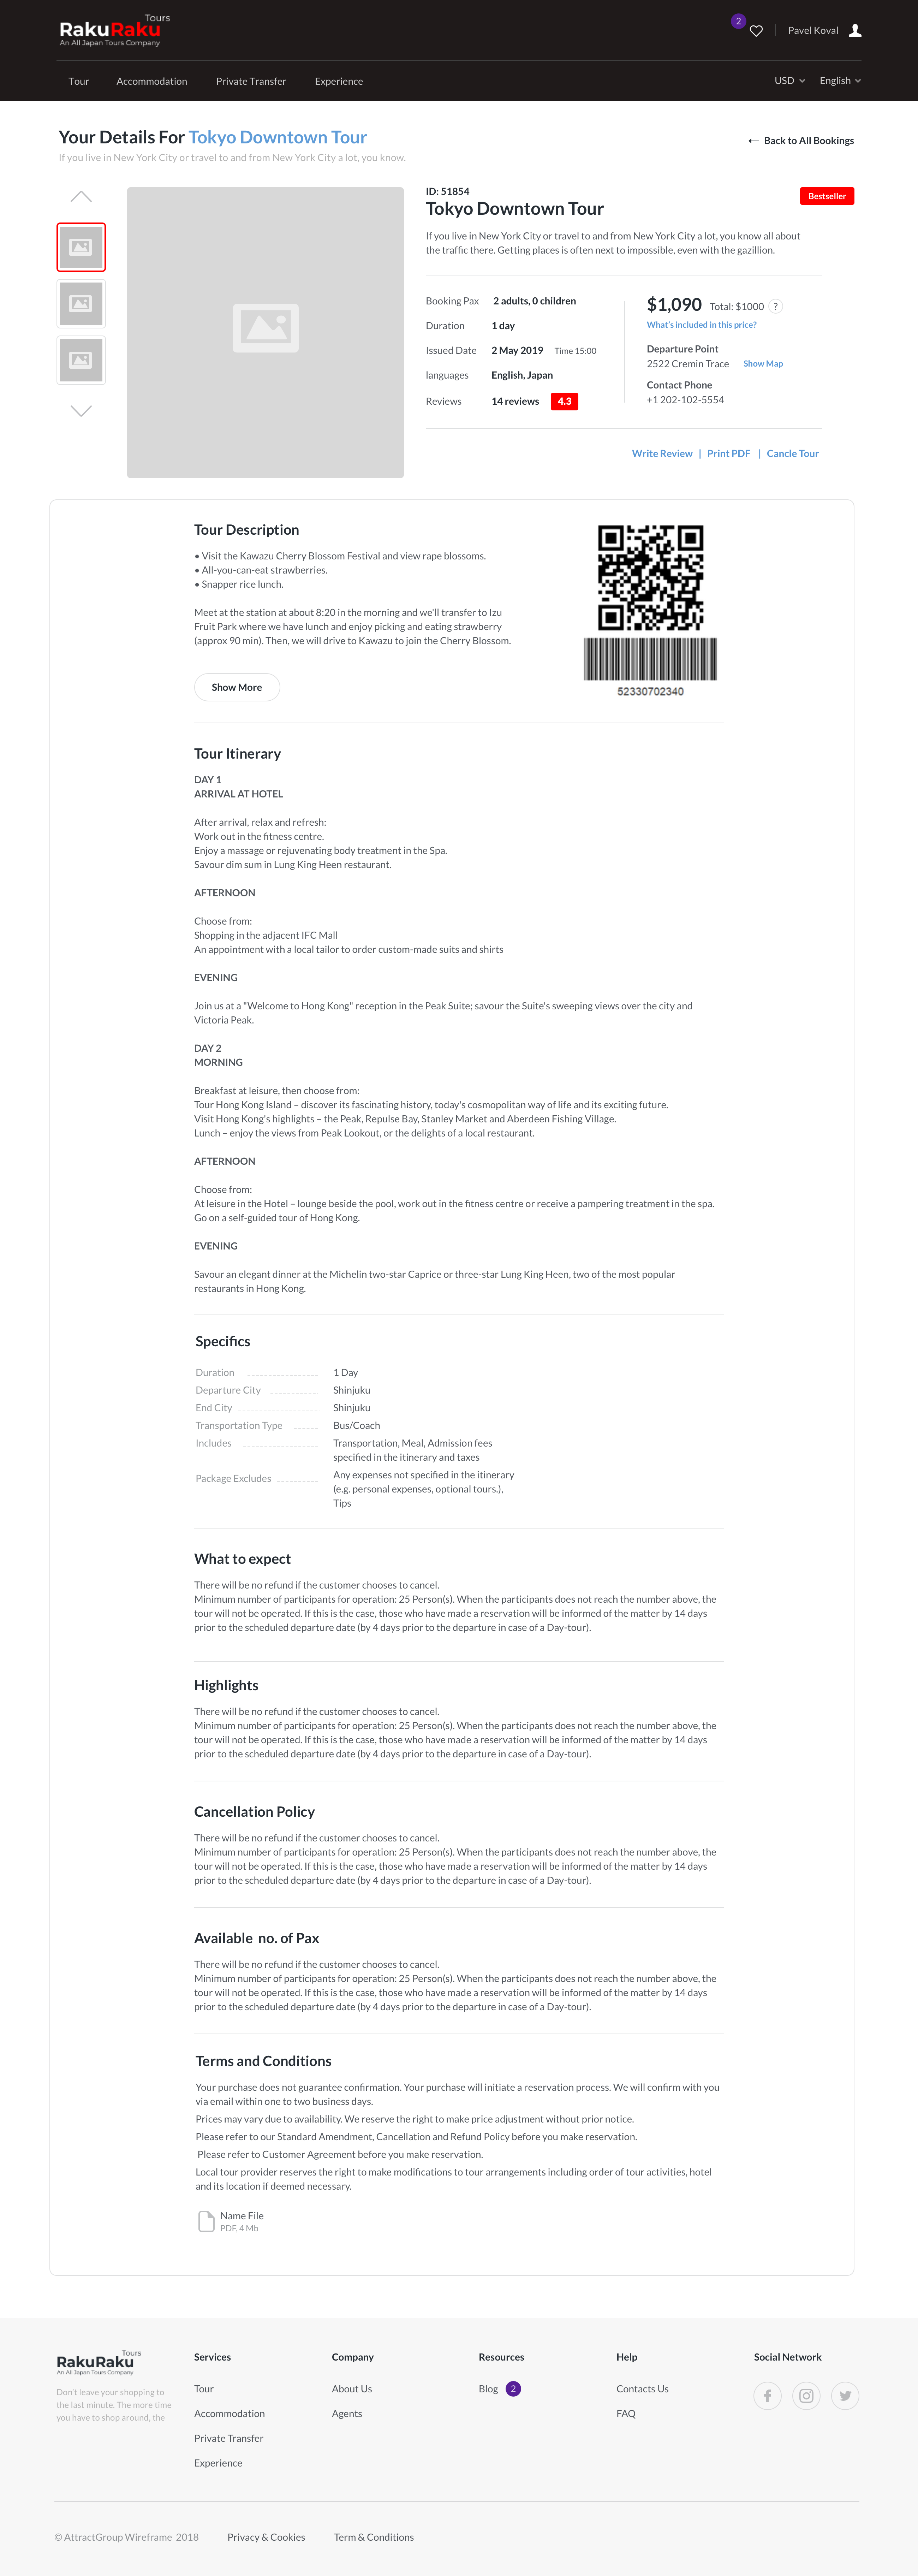 Tours
RakuRaku
An All Japan Tours Company
2
Pavel Koval
Tour Accommodation Private Transfer Experience
USD English
Your Details For Tokyo Downtown Tour
If you live in New York City or travel to and from New York City a lot, you know.
← Back to All Bookings
ID: 51854
Tokyo Downtown Tour
Bestseller
If you live in New York City or travel to and from New York City a lot, you know all about
the traffic there. Getting places is often next to impossible, even with the gazillion.
Booking Pax 2 adults, 0 children
Duration 1 day
Issued Date 2 May 2019 Time 15:00
languages English, Japan
Reviews 14 reviews 4.3
$1,090 Total: $1000 ?
What's included in this price?
Departure Point
2522 Cremin Trace Show Map
Contact Phone
+1 202-102-5554
Write Review | Print PDF | Cancle Tour
Tour Description
• Visit the Kawazu Cherry Blossom Festival and view rape blossoms.
• All-you-can-eat strawberries.
• Snapper rice lunch.
Meet at the station at about 8:20 in the morning and we'll transfer to Izu
Fruit Park where we have lunch and enjoy picking and eating strawberry
(approx 90 min). Then, we will drive to Kawazu to join the Cherry Blossom.
Show More
52330702340
Tour Itinerary
DAY 1
ARRIVAL AT HOTEL
After arrival, relax and refresh:
Work out in the fitness centre.
Enjoy a massage or rejuvenating body treatment in the Spa.
Savour dim sum in Lung King Heen restaurant.
AFTERNOON
Choose from:
Shopping in the adjacent IFC Mall
An appointment with a local tailor to order custom-made suits and shirts
EVENING
Join us at a "Welcome to Hong Kong" reception in the Peak Suite; savour the Suite's sweeping views over the city and
Victoria Peak.
DAY 2
MORNING
Breakfast at leisure, then choose from:
Tour Hong Kong Island – discover its fascinating history, today's cosmopolitan way of life and its exciting future.
Visit Hong Kong's highlights – the Peak, Repulse Bay, Stanley Market and Aberdeen Fishing Village.
Lunch – enjoy the views from Peak Lookout, or the delights of a local restaurant.
AFTERNOON
Choose from:
At leisure in the Hotel – lounge beside the pool, work out in the fitness centre or receive a pampering treatment in the spa.
Go on a self-guided tour of Hong Kong.
EVENING
Savour an elegant dinner at the Michelin two-star Caprice or three-star Lung King Heen, two of the most popular
restaurants in Hong Kong.
Specifics
Duration 1 Day
Departure City Shinjuku
End City Shinjuku
Transportation Type Bus/Coach
Includes Transportation, Meal, Admission fees
specified in the itinerary and taxes
Package Excludes Any expenses not specified in the itinerary
(e.g. personal expenses, optional tours.),
Tips
What to expect
There will be no refund if the customer chooses to cancel.
Minimum number of participants for operation: 25 Person(s). When the participants does not reach the number above, the
tour will not be operated. If this is the case, those who have made a reservation will be informed of the matter by 14 days
prior to the scheduled departure date (by 4 days prior to the departure in case of a Day-tour).
Highlights
There will be no refund if the customer chooses to cancel.
Minimum number of participants for operation: 25 Person(s). When the participants does not reach the number above, the
tour will not be operated. If this is the case, those who have made a reservation will be informed of the matter by 14 days
prior to the scheduled departure date (by 4 days prior to the departure in case of a Day-tour).
Cancellation Policy
There will be no refund if the customer chooses to cancel.
Minimum number of participants for operation: 25 Person(s). When the participants does not reach the number above, the
tour will not be operated. If this is the case, those who have made a reservation will be informed of the matter by 14 days
prior to the scheduled departure date (by 4 days prior to the departure in case of a Day-tour).
Available no. of Pax
There will be no refund if the customer chooses to cancel.
Minimum number of participants for operation: 25 Person(s). When the participants does not reach the number above, the
tour will not be operated. If this is the case, those who have made a reservation will be informed of the matter by 14 days
prior to the scheduled departure date (by 4 days prior to the departure in case of a Day-tour).
Terms and Conditions
Your purchase does not guarantee confirmation. Your purchase will initiate a reservation process. We will confirm with you
via email within one to two business days.
Prices may vary due to availability. We reserve the right to make price adjustment without prior notice.
Please refer to our Standard Amendment, Cancellation and Refund Policy before you make reservation.
Please refer to Customer Agreement before you make reservation.
Local tour provider reserves the right to make modifications to tour arrangements including order of tour activities, hotel
and its location if deemed necessary.
Name File
PDF, 4 Mb
Tours
RakuRaku
An All Japan Tours Company
Don't leave your shopping to
the last minute. The more time
you have to shop around, the
Services
Tour
Accommodation
Private Transfer
Experience
Company
About Us
Agents
Resources
Blog 2
Help
Contacts Us
FAQ
Social Network
© AttractGroup Wireframe 2018 Privacy & Cookies Term & Conditions